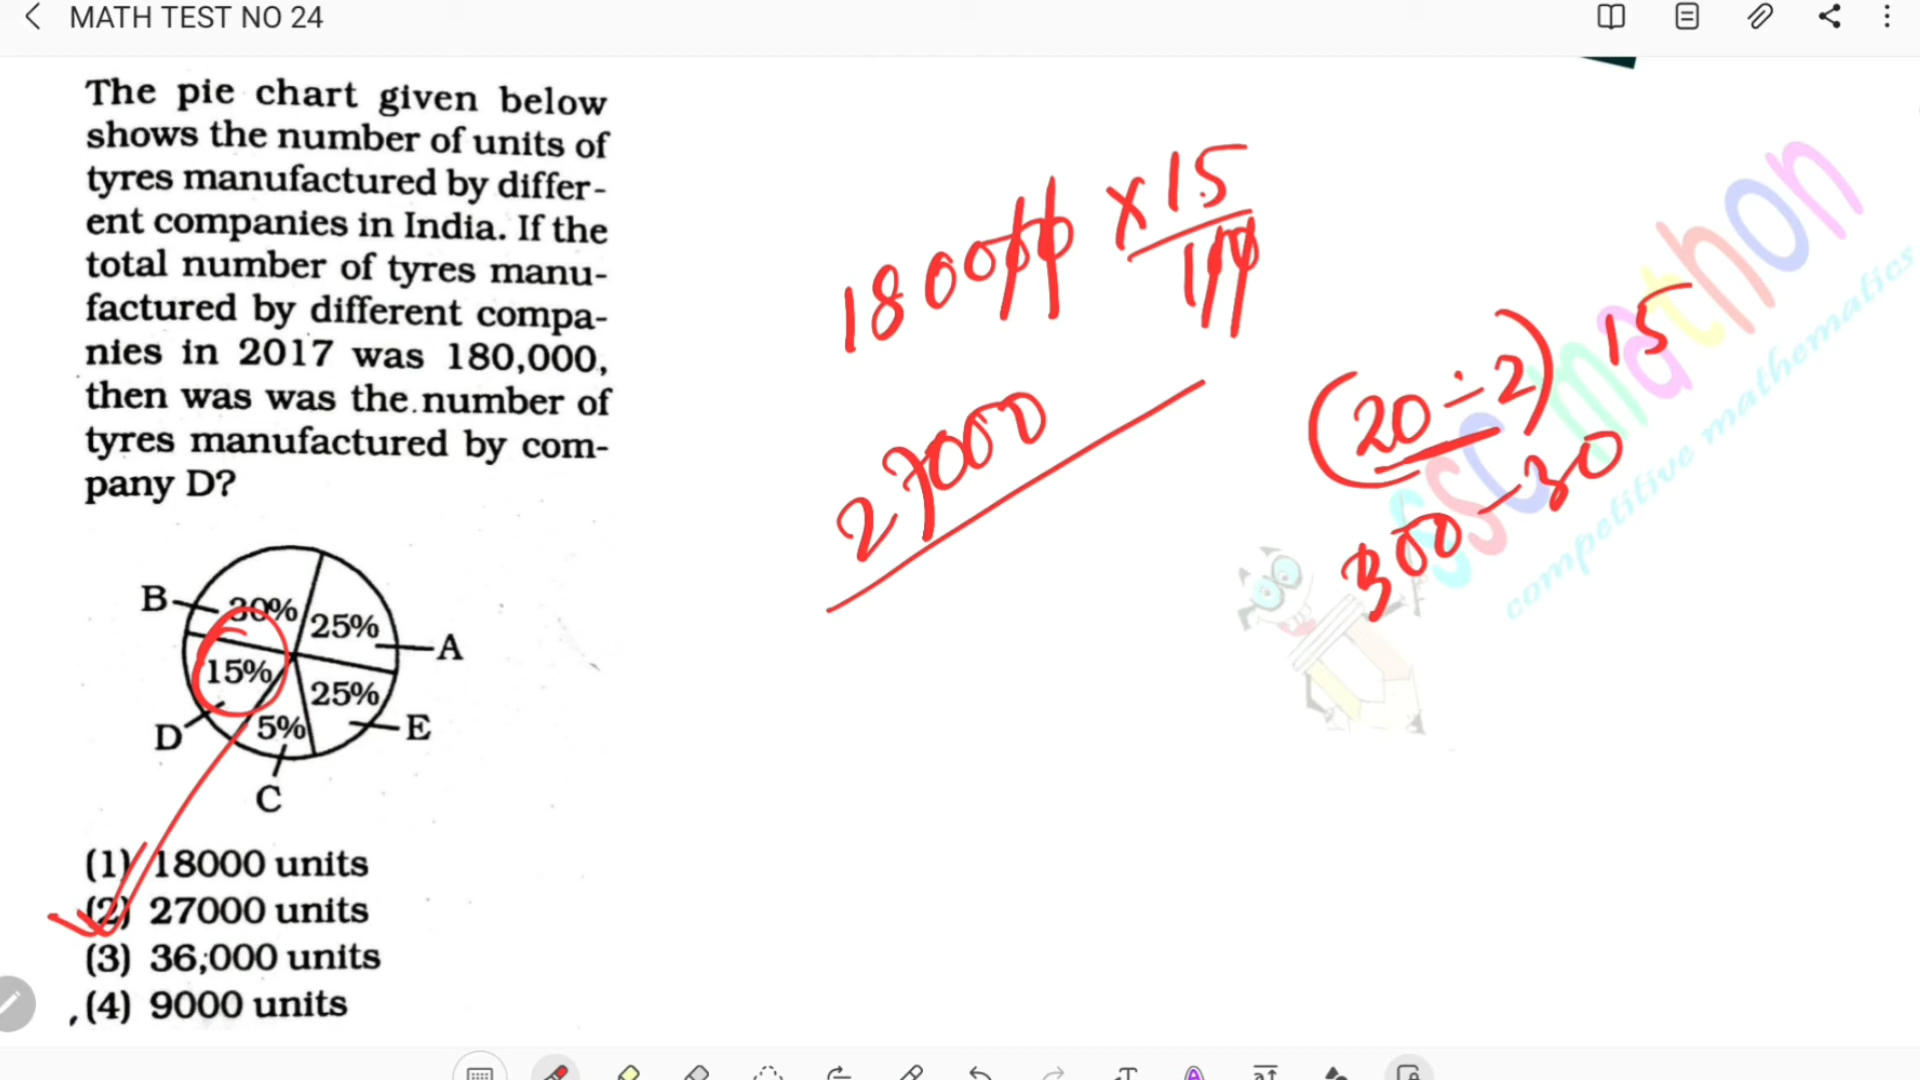 MATH TEST NO 24
The pie chart given below
shows the number of units of
tyres manufactured by differ-
ent companies in India. If the
total number of tyres manu-
factured by different compa-
nies in 2017 was 180,000,
then was was the number of
tyres manufactured by com-
pany D?
B
30%
25%
A
15%
25%
D
5%
E
C
(1) 18000 units
(2) 27000 units
(3) 36,000 units
(4) 9000 units
180000 × 15
100
27000
(20 ÷ 2) 15
300 - 30
ssc mathon
competitive mathematics